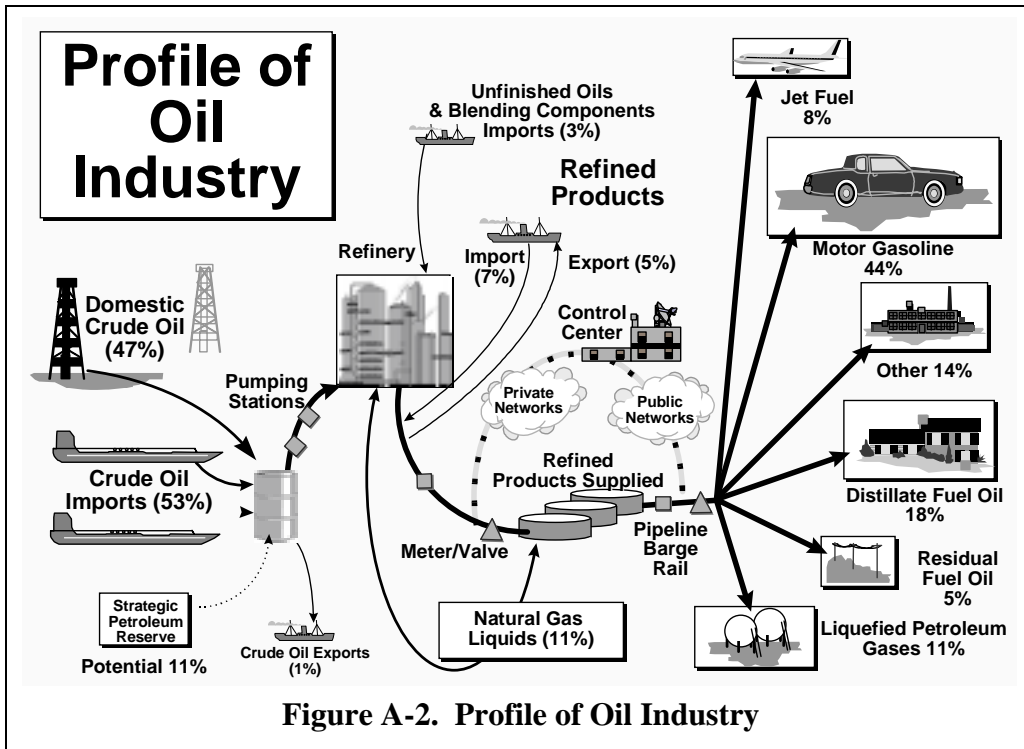 Profile of
Oil
Industry
Unfinished Oils
& Blending Components
Imports (3%)
Refined
Products
Import
(7%)
Export (5%)
Refinery
Domestic
Crude Oil
(47%)
Pumping
Stations
Crude Oil
Imports (53%)
Strategic
Petroleum
Reserve
Potential 11%
Crude Oil Exports
(1%)
Control
Center
Private
Networks
Public
Networks
Refined
Products Supplied
Meter/Valve
Pipeline
Barge
Rail
Natural Gas
Liquids (11%)
Jet Fuel
8%
Motor Gasoline
44%
Other 14%
Distillate Fuel Oil
18%
Residual
Fuel Oil
5%
Liquefied Petroleum
Gases 11%
Figure A-2. Profile of Oil Industry